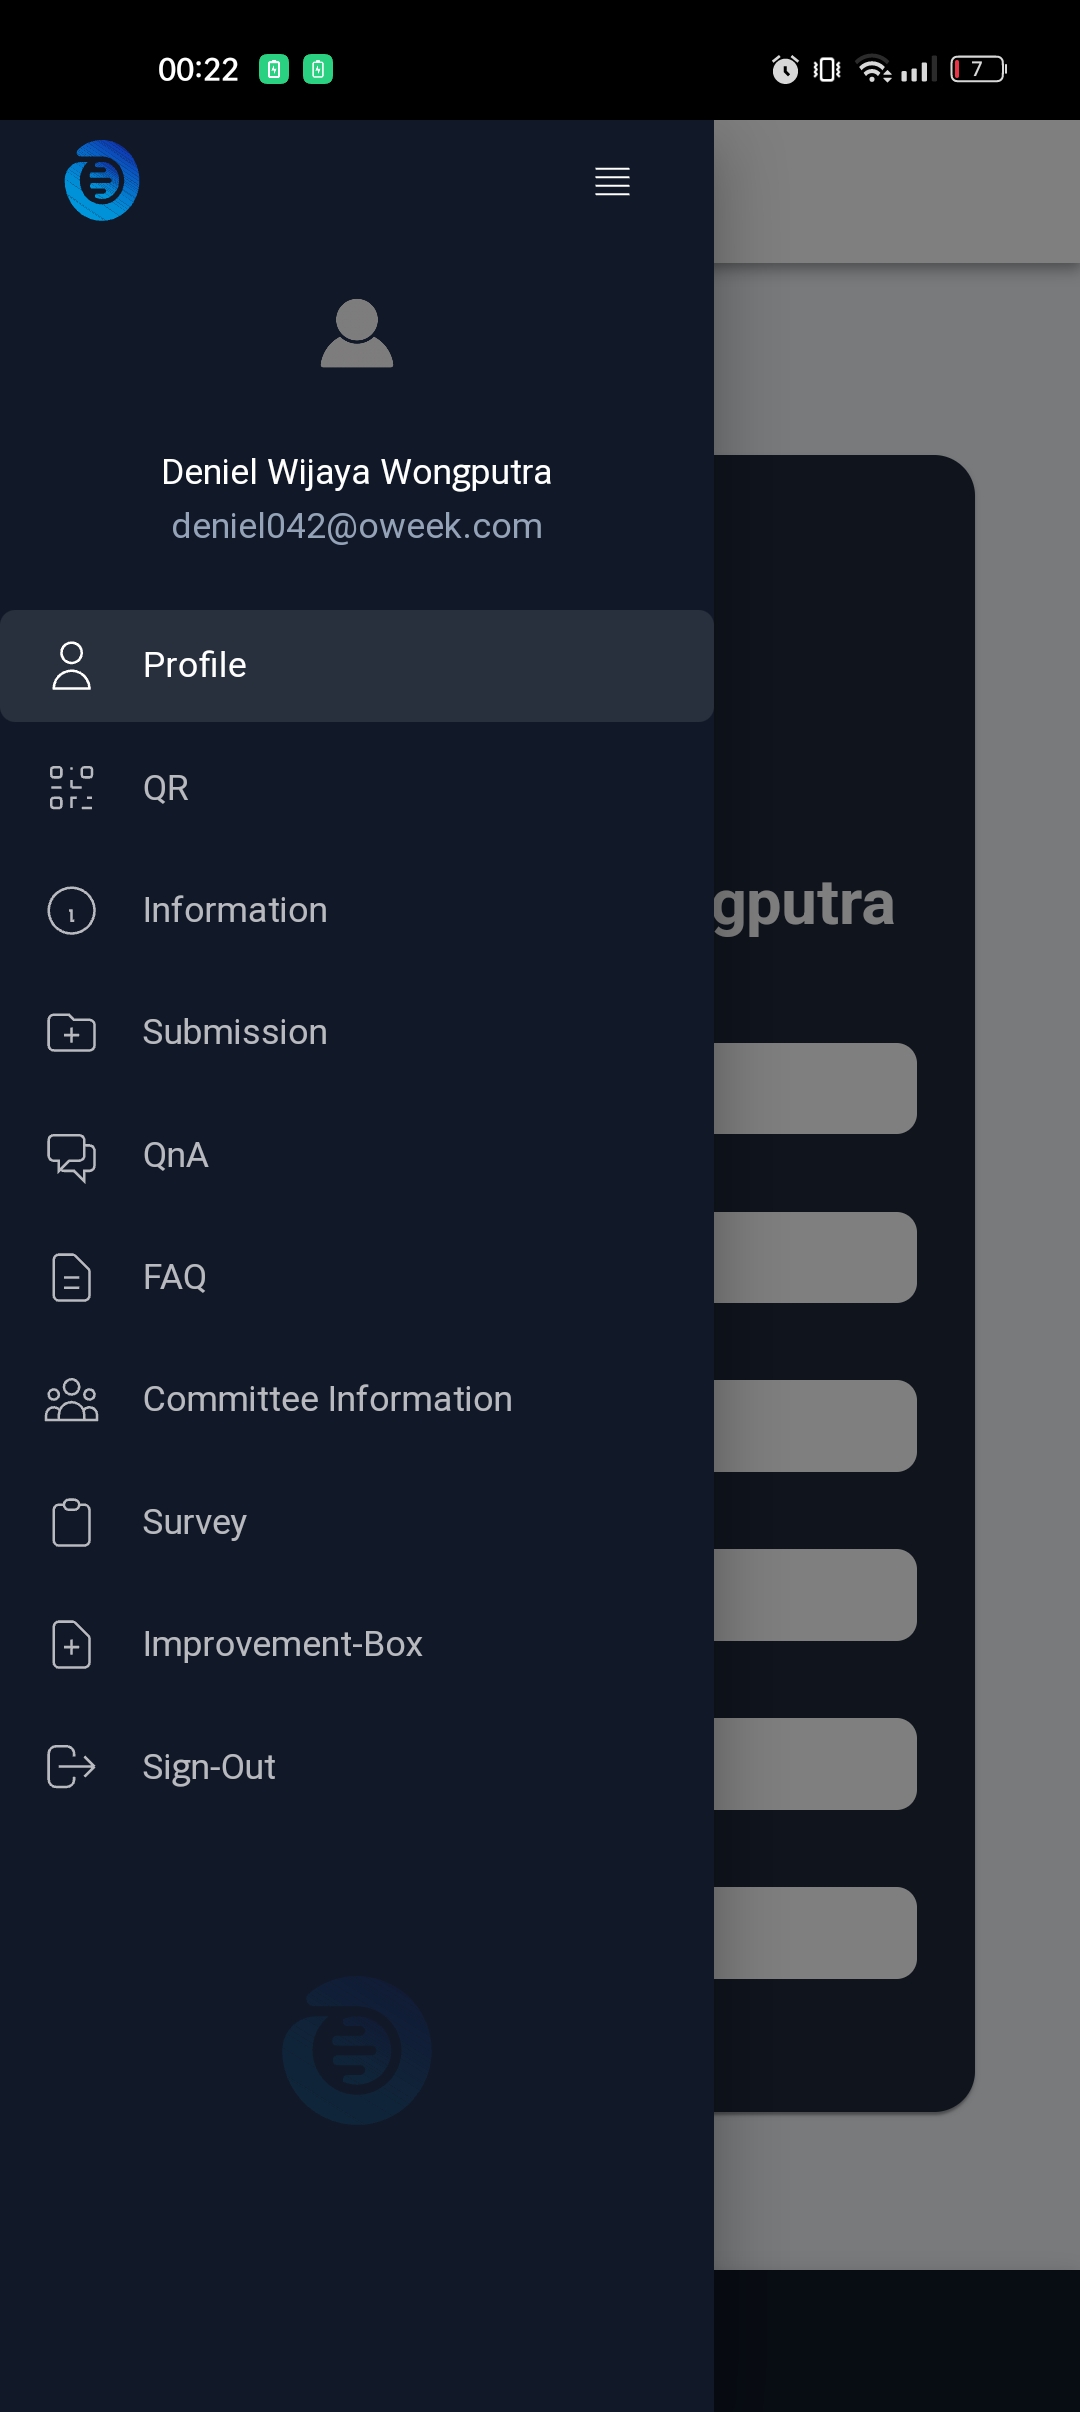 00:22
7
Deniel Wijaya Wongputra
deniel042@oweek.com
Profile
gputra
QR
Information
Submission
QnA
FAQ
Committee Information
Survey
Improvement-Box
Sign-Out